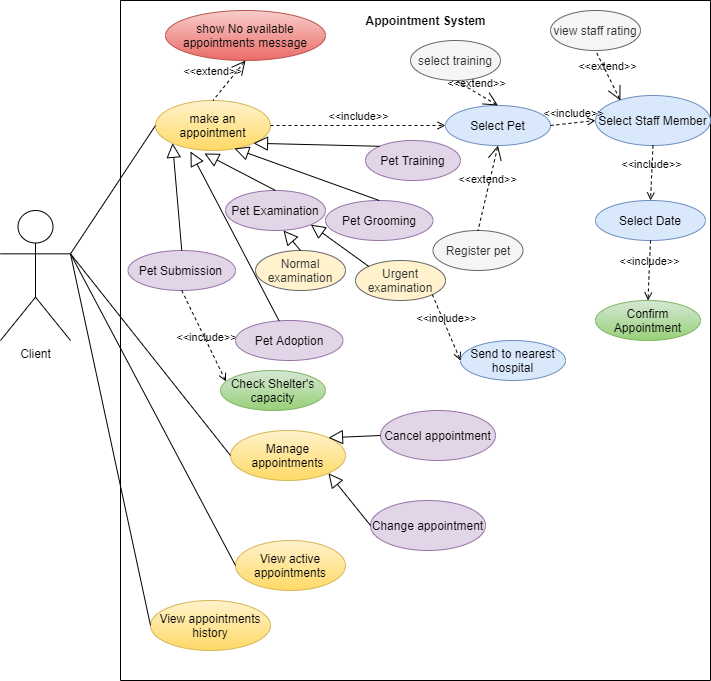 Appointment System
show No available
appointments message
view staff rating
select training
<<extend>>
<<extend>>
<<extend>>
make an
appointment
<<include>>
Select Pet
<<include>>
Select Staff Member
Pet Training
<<include>>
<<extend>>
Pet Examination
Pet Grooming
Select Date
Register pet
Pet Submission
Normal
examination
Urgent
examination
<<include>>
Confirm
Appointment
<<include>>
<<include>>
Pet Adoption
Client
Send to nearest
hospital
Check Shelter's
capacity
Cancel appointment
Manage
appointments
Change appointment
View active
appointments
View appointments
history